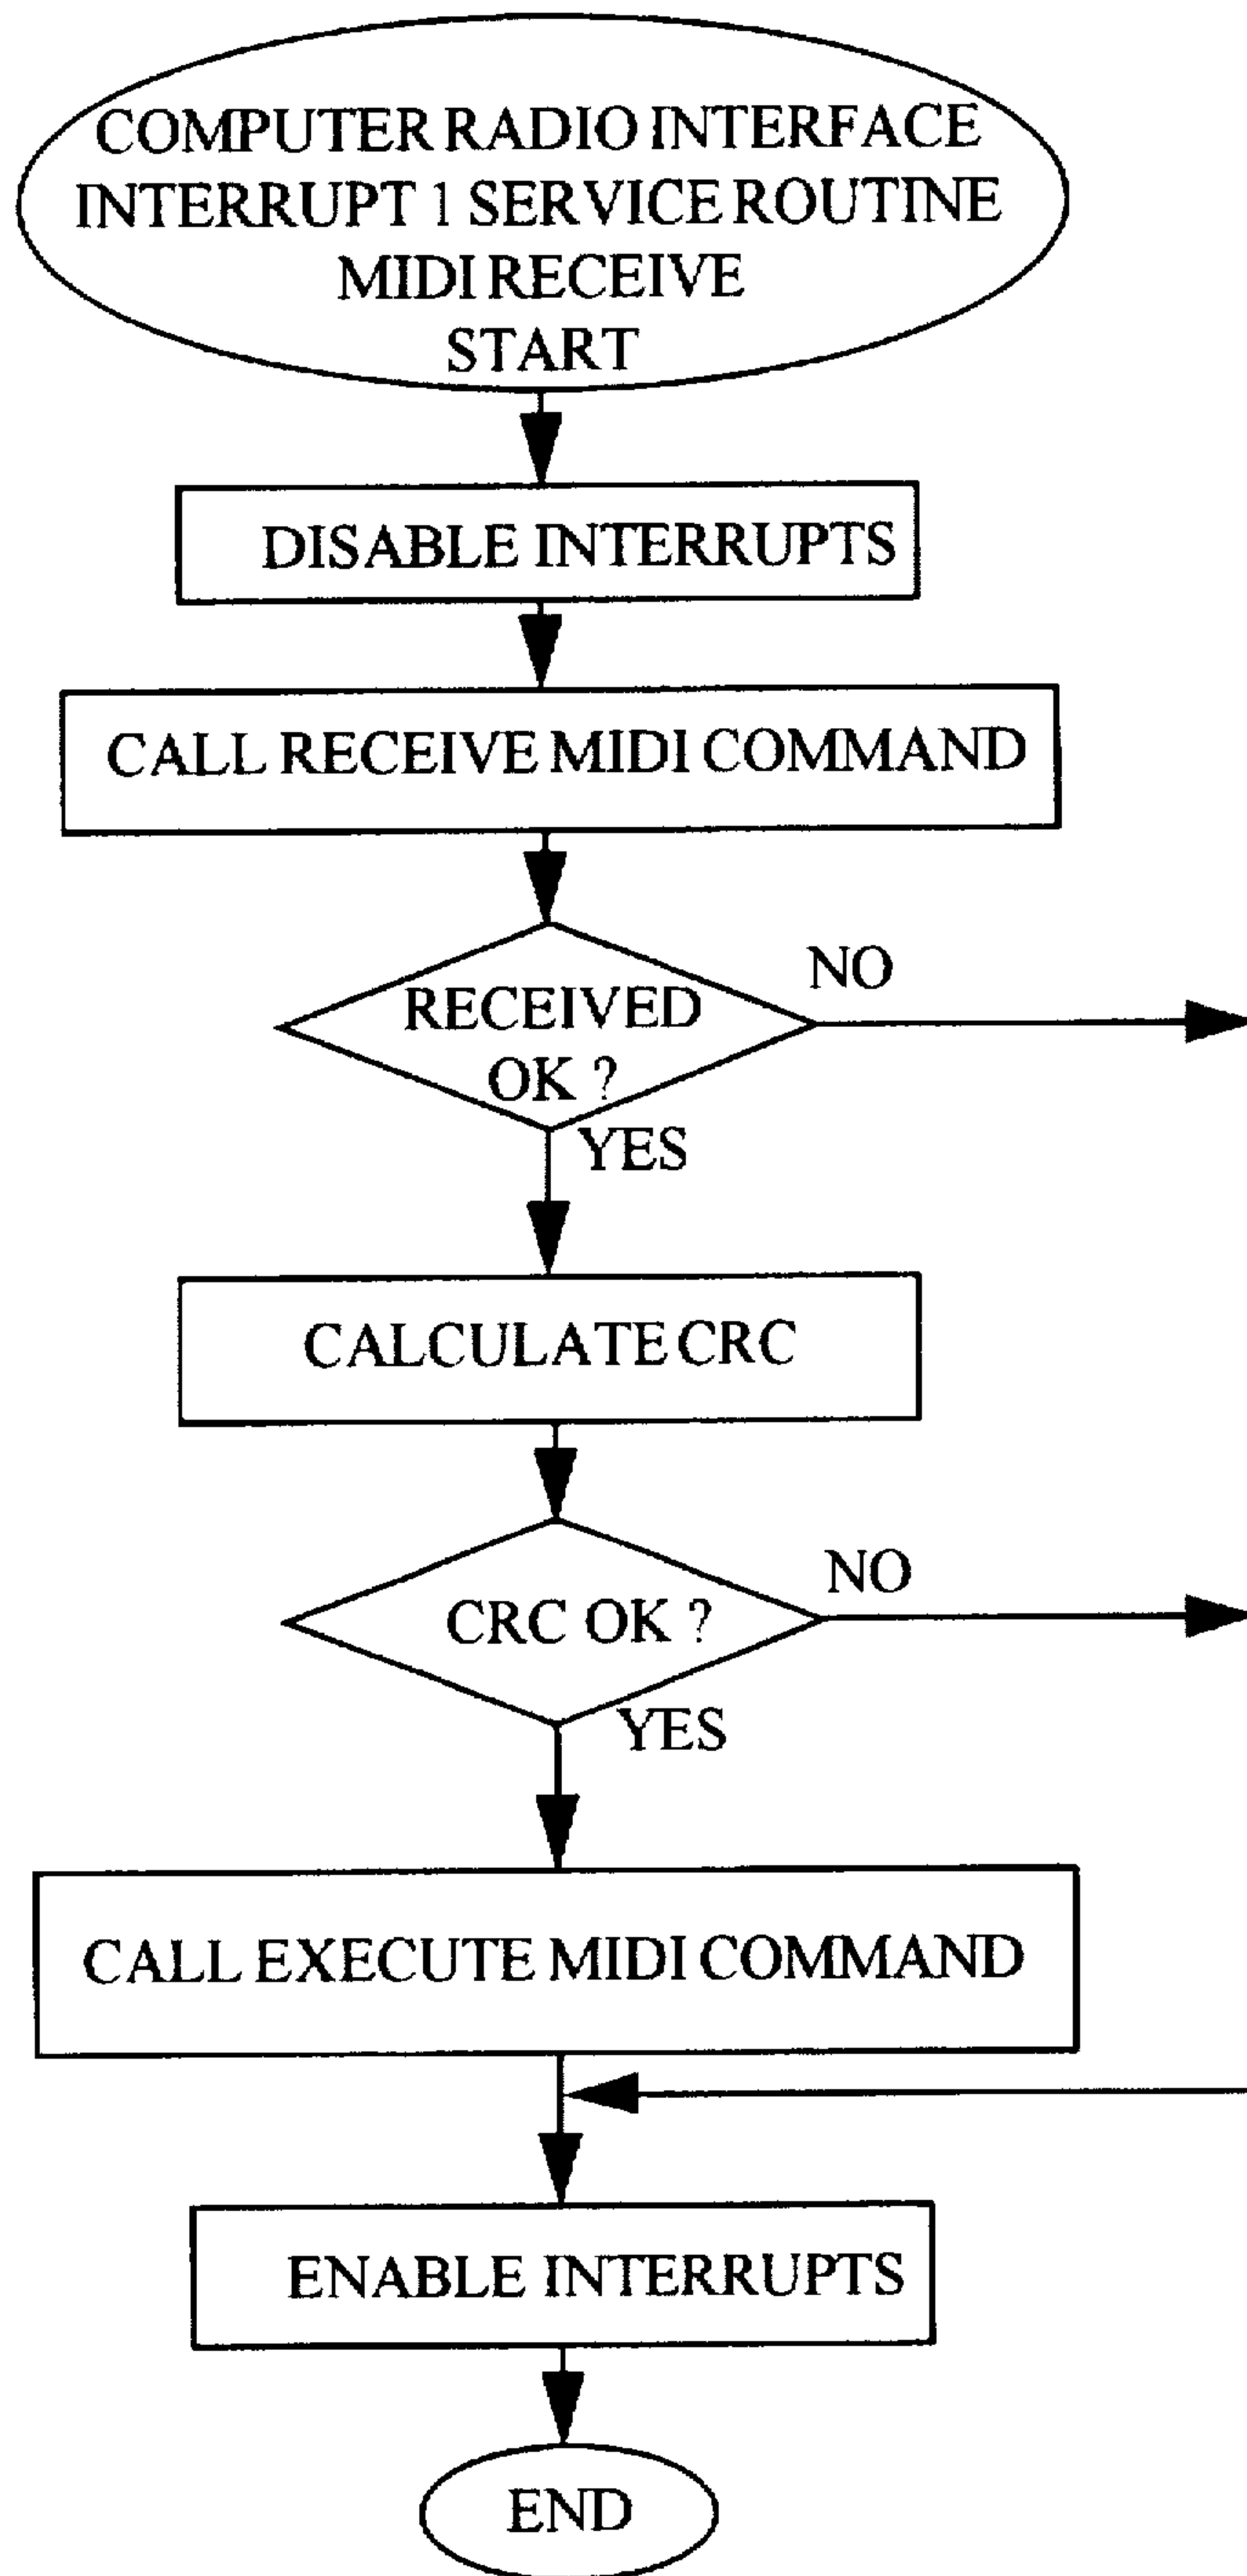 COMPUTER RADIO INTERFACE
INTERRUPT 1 SERVICE ROUTINE
MIDI RECEIVE
START
DISABLE INTERRUPTS
CALL RECEIVE MIDI COMMAND
NO
RECEIVED
OK ?
YES
CALCULATE CRC
NO
CRC OK ?
YES
CALL EXECUTE MIDI COMMAND
ENABLE INTERRUPTS
END